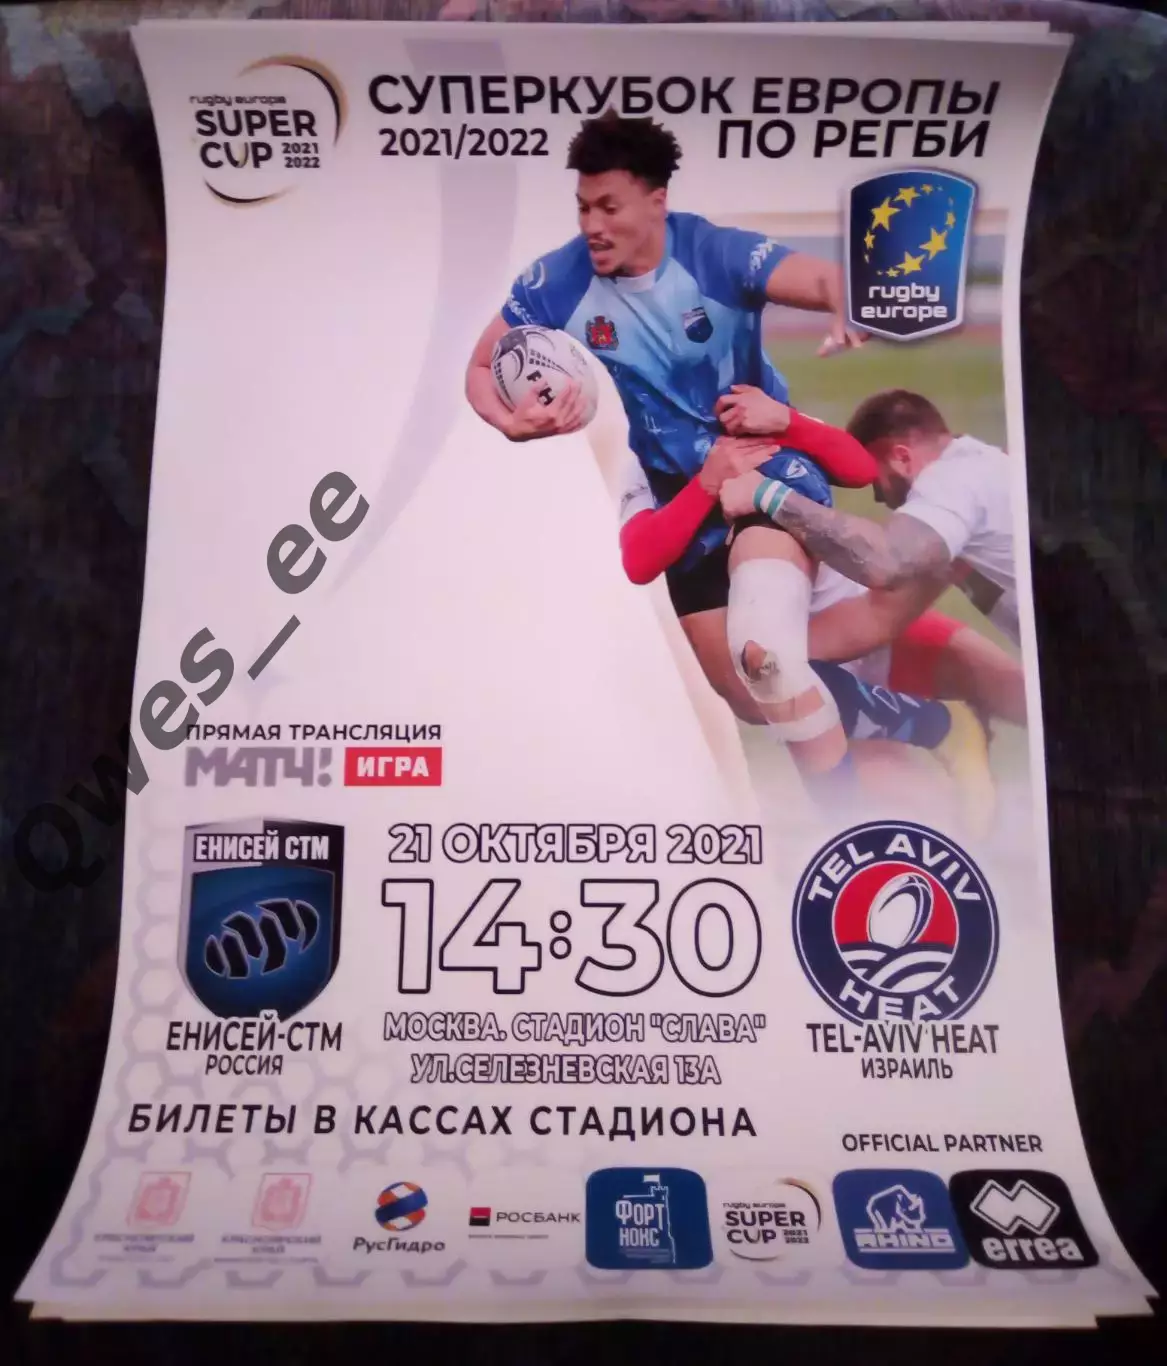 rugby europe
SUPER
CUP 2021
2022
СУПЕРКУБОК ЕВРОПЫ
2021/2022 ПО РЕГБИ
rugby
europe
FH
Qwes_ee
ПРЯМАЯ ТРАНСЛЯЦИЯ
МАТЧ! ИГРА
ЕНИСЕЙ СТМ
21 ОКТЯБРЯ 2021
14:30
МОСКВА. СТАДИОН "СЛАВА"
УЛ.СЕЛЕЗНЕВСКАЯ 13А
TEL AVIV
HEAT
ЕНИСЕЙ-СТМ
РОССИЯ
TEL-AVIV HEAT
ИЗРАИЛЬ
БИЛЕТЫ В КАССАХ СТАДИОНА
OFFICIAL PARTNER
РусГидро
РОСБАНК
ФОРТ
НОКС
rugby europe
SUPER
CUP 2021
2022
RHINO
errea